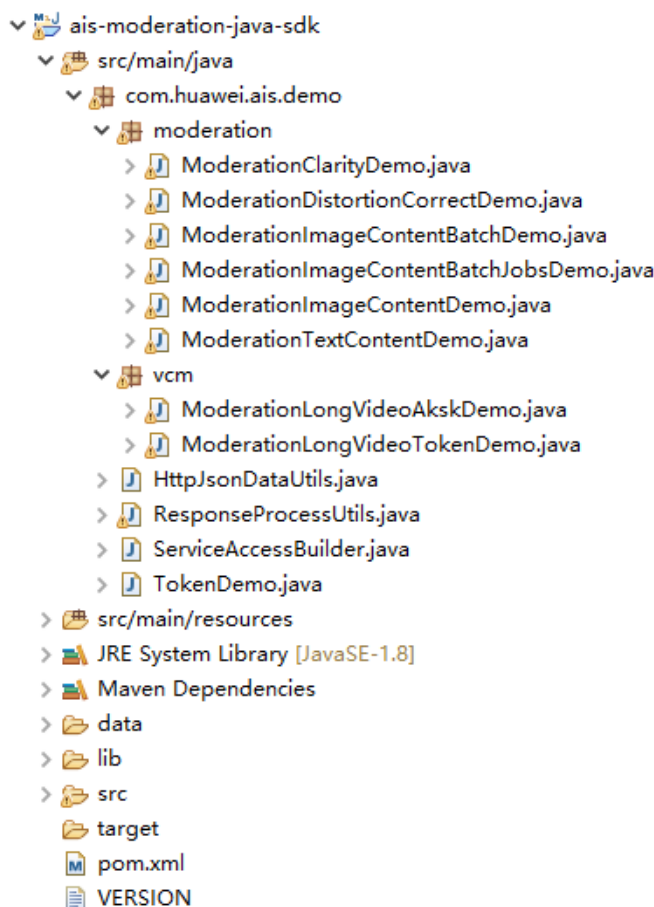 ais-moderation-java-sdk
src/main/java
com.huawei.ais.demo
moderation
ModerationClarityDemo.java
ModerationDistortionCorrectDemo.java
ModerationImageContentBatchDemo.java
ModerationImageContentBatchJobsDemo.java
ModerationImageContentDemo.java
ModerationTextContentDemo.java
vcm
ModerationLongVideoAkskDemo.java
ModerationLongVideoTokenDemo.java
HttpJsonDataUtils.java
ResponseProcessUtils.java
ServiceAccessBuilder.java
TokenDemo.java
src/main/resources
JRE System Library [JavaSE-1.8]
Maven Dependencies
data
lib
src
target
pom.xml
VERSION